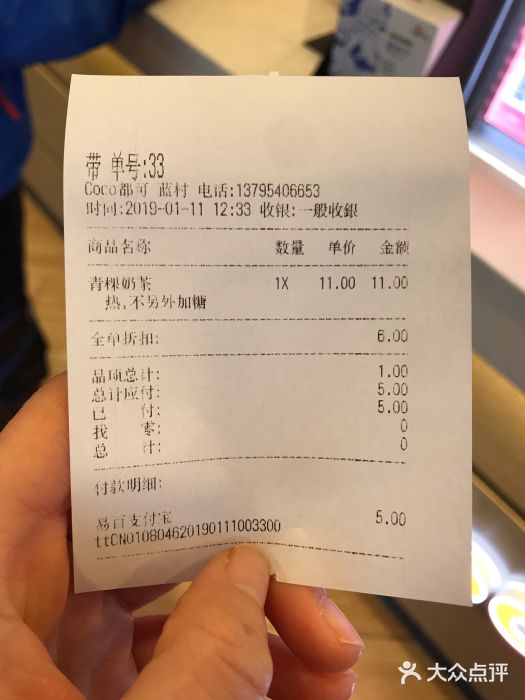 带 单号:33
Coco都可 蓝村 电话:13795406653
时间:2019-01-11 12:33 收银:一般收銀
商品名称 数量 单价 金额
青稞奶茶 1X 11.00 11.00
热,不另外加糖
全单折扣: 6.00
品项总计: 1.00
总计应付: 5.00
已 付: 5.00
找 零: 0
总 计: 0
付款明细:
易百支付宝 5.00
ttCN010804620190111003300
大众点评